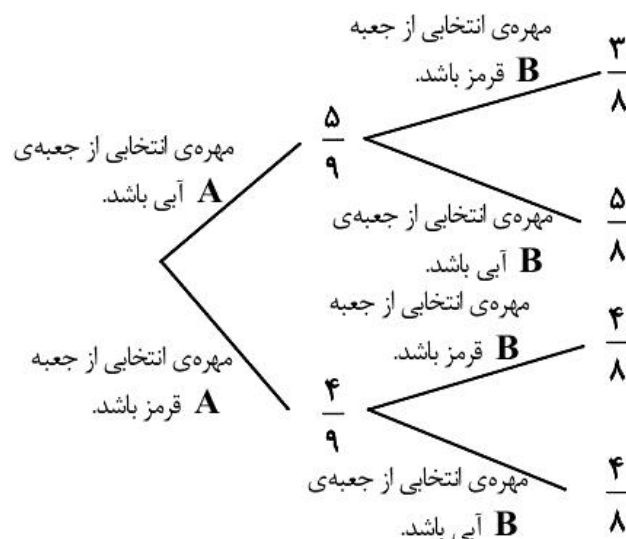 مهره‌ی انتخابی از جعبه
B قرمز باشد.
۳/۸
مهره‌ی انتخابی از جعبه‌ی
A آبی باشد.
۵/۹
مهره‌ی انتخابی از جعبه‌ی
B آبی باشد.
۵/۸
مهره‌ی انتخابی از جعبه
B قرمز باشد.
۴/۸
مهره‌ی انتخابی از جعبه
A قرمز باشد.
۴/۹
مهره‌ی انتخابی از جعبه‌ی
B آبی باشد.
۴/۸